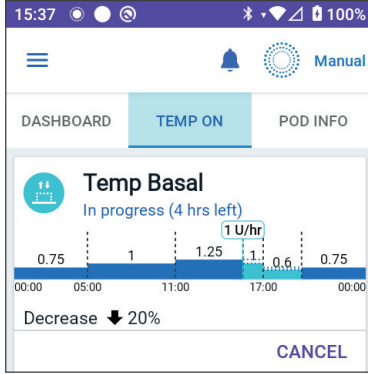 15:37 100%
Manual
DASHBOARD TEMP ON POD INFO
Temp Basal
In progress (4 hrs left)
1 U/hr
0.75 1 1.25 .1. 0.6 0.75
00:00 05:00 11:00 17:00 00:00
Decrease 20%
CANCEL